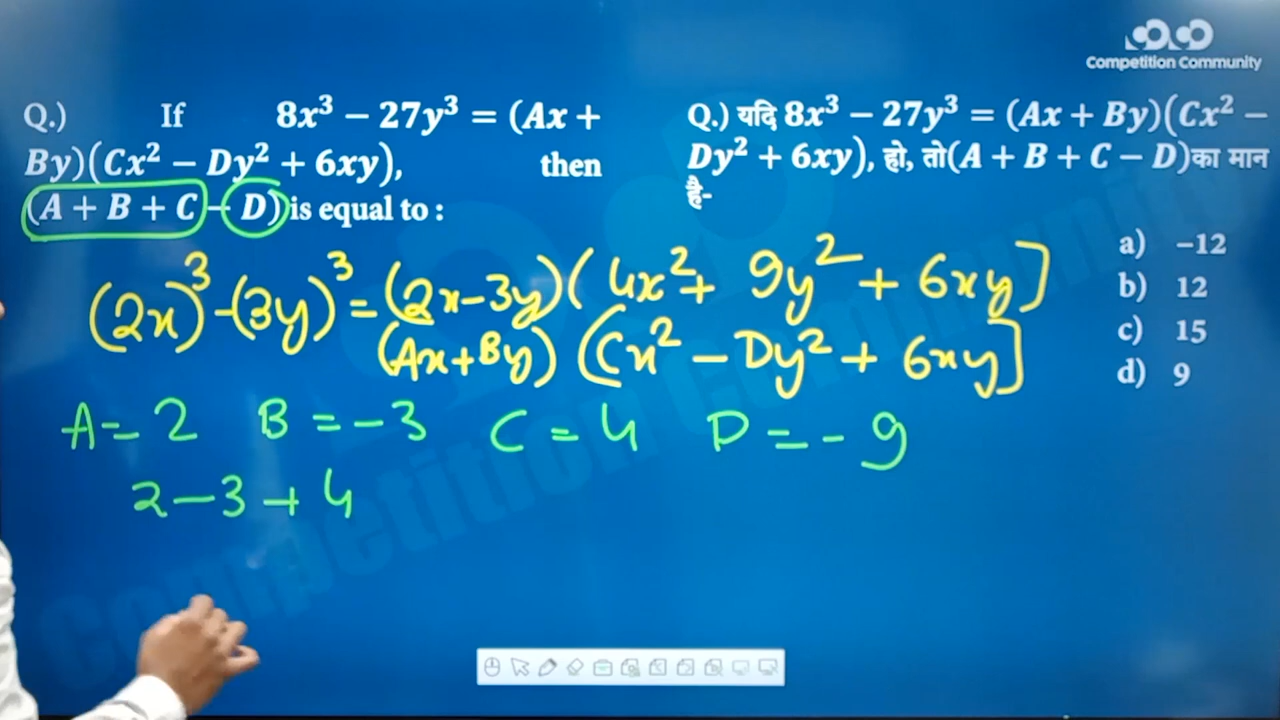 Competition Community
Q.) If 8x³ − 27y³ = (Ax +
By)(Cx² − Dy² + 6xy), then
(A + B + C − D) is equal to :
Q.) यदि 8x³ − 27y³ = (Ax + By)(Cx² −
Dy² + 6xy), हो, तो (A + B + C − D) का मान
है-
a) −12
b) 12
c) 15
d) 9
(2x)³ - (3y)³ = (2x - 3y) ( 4x² + 9y² + 6xy ]
(Ax + By) (Cx² − Dy² + 6xy ]
A = 2 B = -3 C = 4 D = - 9
2 − 3 + 4
Competition Community